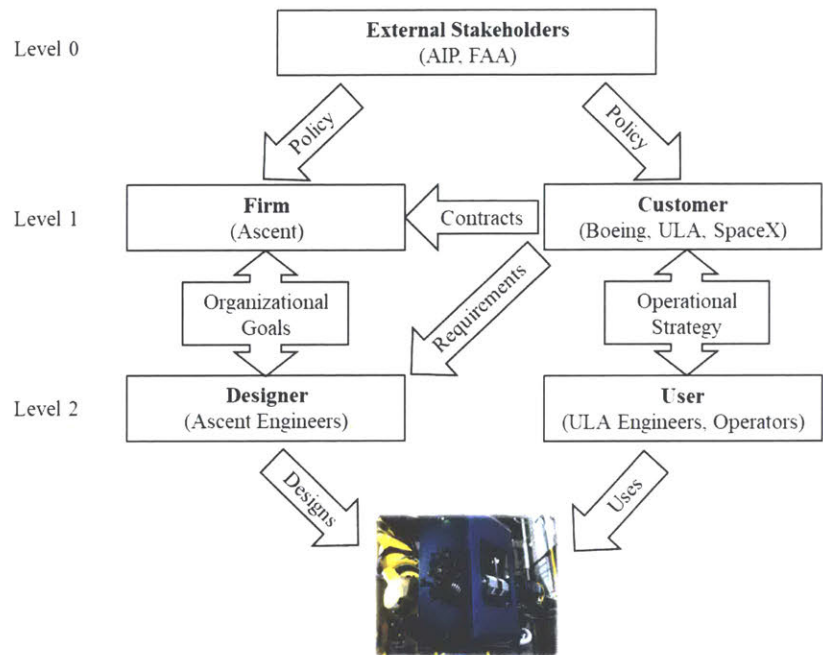 Level 0
External Stakeholders
(AIP, FAA)
Policy
Policy
Level 1
Firm
(Ascent)
Contracts
Customer
(Boeing, ULA, SpaceX)
Organizational
Goals
Requirements
Operational
Strategy
Level 2
Designer
(Ascent Engineers)
User
(ULA Engineers, Operators)
Designs
Uses